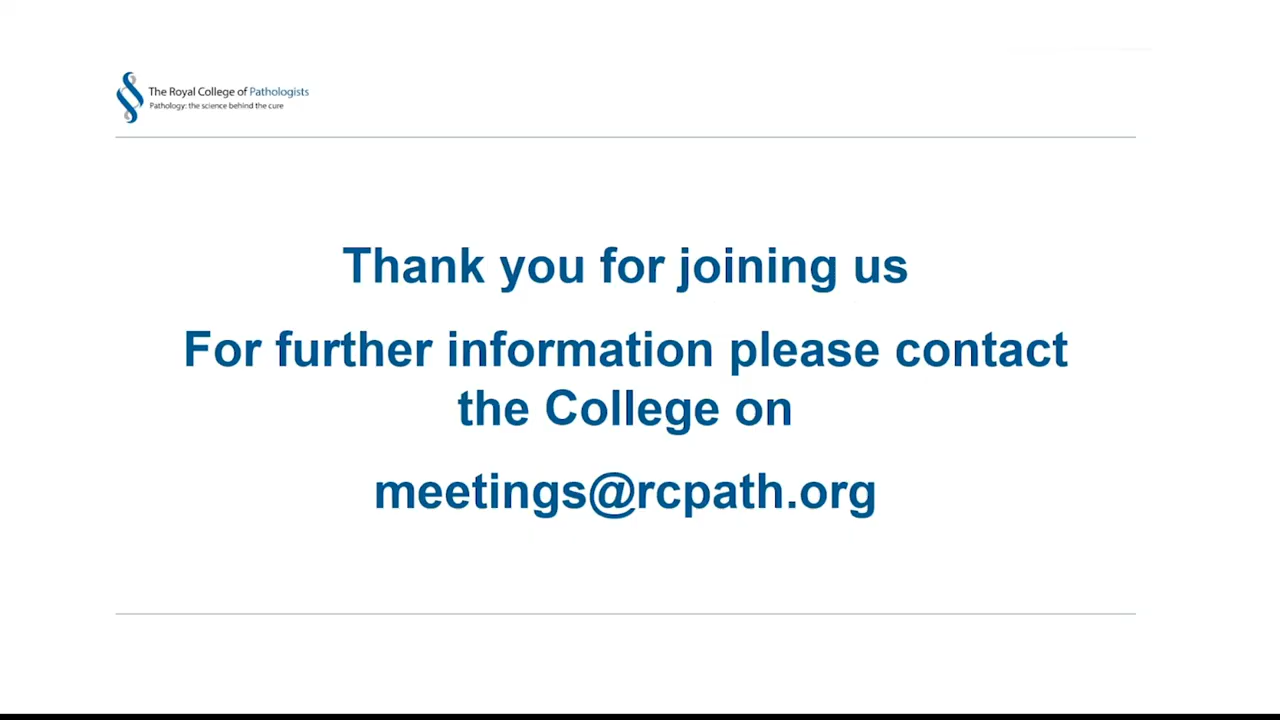 The Royal College of Pathologists
Pathology: the science behind the cure
Thank you for joining us
For further information please contact
the College on
meetings@rcpath.org